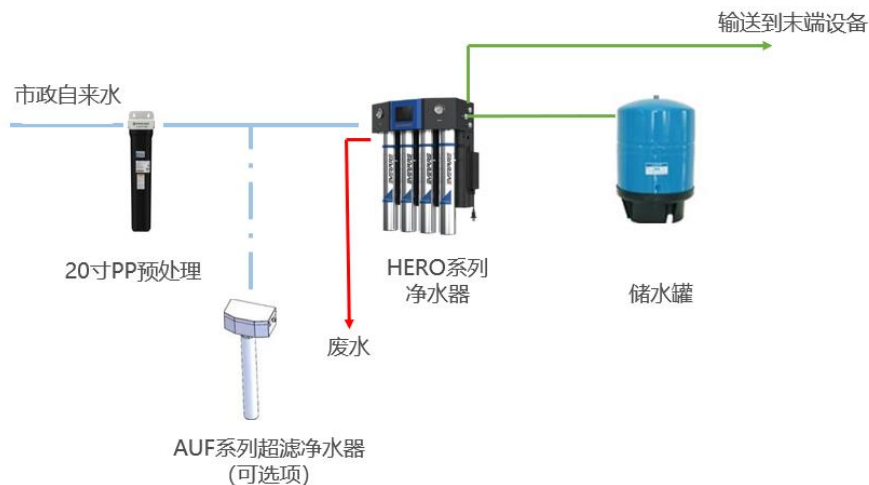 输送到末端设备
市政自来水
20寸PP预处理
HERO系列
净水器
储水罐
废水
AUF系列超滤净水器
(可选项)